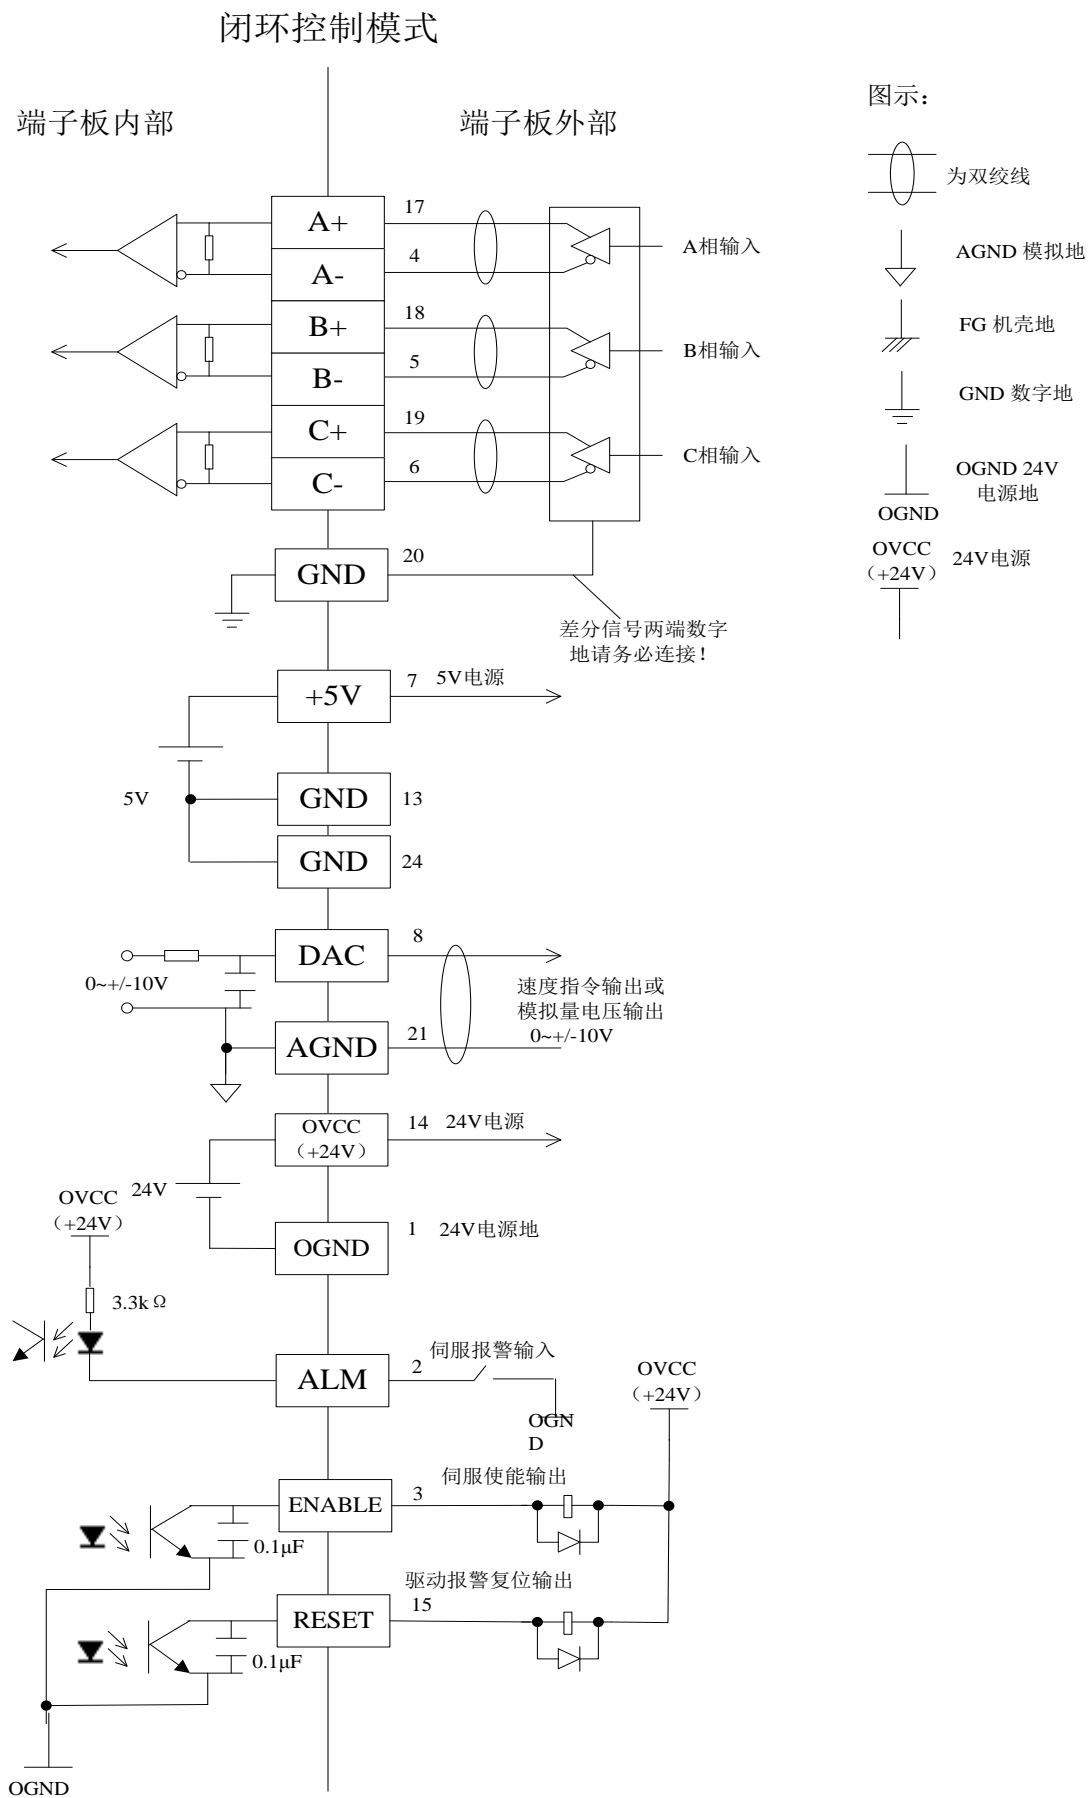 闭环控制模式
端子板内部
端子板外部
图示：
为双绞线
AGND 模拟地
FG 机壳地
GND 数字地
OGND 24V
电源地
OGND
OVCC
（+24V）
24V电源
A+
17
A-
4
A相输入
B+
18
B-
5
B相输入
C+
19
C-
6
C相输入
GND
20
差分信号两端数字
地请务必连接！
+5V
7
5V电源
5V
GND
13
GND
24
DAC
8
0~+/-10V
速度指令输出或
模拟量电压输出
0~+/-10V
AGND
21
OVCC
（+24V）
14
24V电源
24V
OVCC
（+24V）
OGND
1
24V电源地
3.3kΩ
ALM
2
伺服报警输入
OGN
D
OVCC
（+24V）
ENABLE
3
伺服使能输出
0.1μF
RESET
15
驱动报警复位输出
0.1μF
OGND